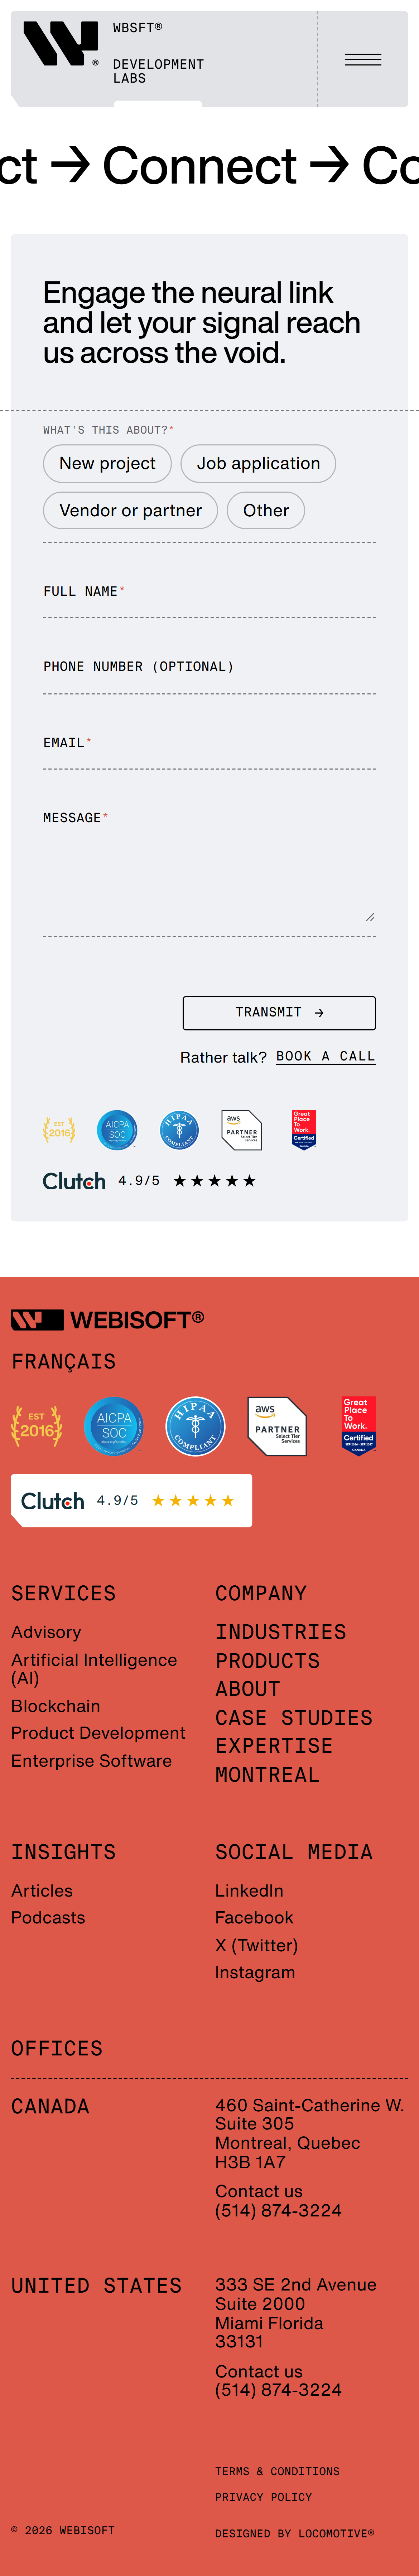 WBSFT®
DEVELOPMENT
LABS
ct → Connect → Co
Engage the neural link
and let your signal reach
us across the void.
WHAT'S THIS ABOUT?*
New project
Job application
Vendor or partner
Other
FULL NAME*
PHONE NUMBER (OPTIONAL)
EMAIL*
MESSAGE*
TRANSMIT →
Rather talk? BOOK A CALL
EST
2016
AICPA
SOC
HIPAA
COMPLIANT
aws
PARTNER
Select Tier
Services
Great
Place
To
Work
Certified
Clutch 4.9/5 ★★★★★
WEBISOFT®
FRANÇAIS
EST
2016
AICPA
SOC
HIPAA
COMPLIANT
aws
PARTNER
Select Tier
Services
Great
Place
To
Work.
Certified
CANADA
Clutch 4.9/5 ★★★★★
SERVICES
Advisory
Artificial Intelligence
(AI)
Blockchain
Product Development
Enterprise Software
COMPANY
INDUSTRIES
PRODUCTS
ABOUT
CASE STUDIES
EXPERTISE
MONTREAL
INSIGHTS
Articles
Podcasts
SOCIAL MEDIA
LinkedIn
Facebook
X (Twitter)
Instagram
OFFICES
CANADA
460 Saint-Catherine W.
Suite 305
Montreal, Quebec
H3B 1A7
Contact us
(514) 874-3224
UNITED STATES
333 SE 2nd Avenue
Suite 2000
Miami Florida
33131
Contact us
(514) 874-3224
TERMS & CONDITIONS
PRIVACY POLICY
© 2026 WEBISOFT
DESIGNED BY LOCOMOTIVE®